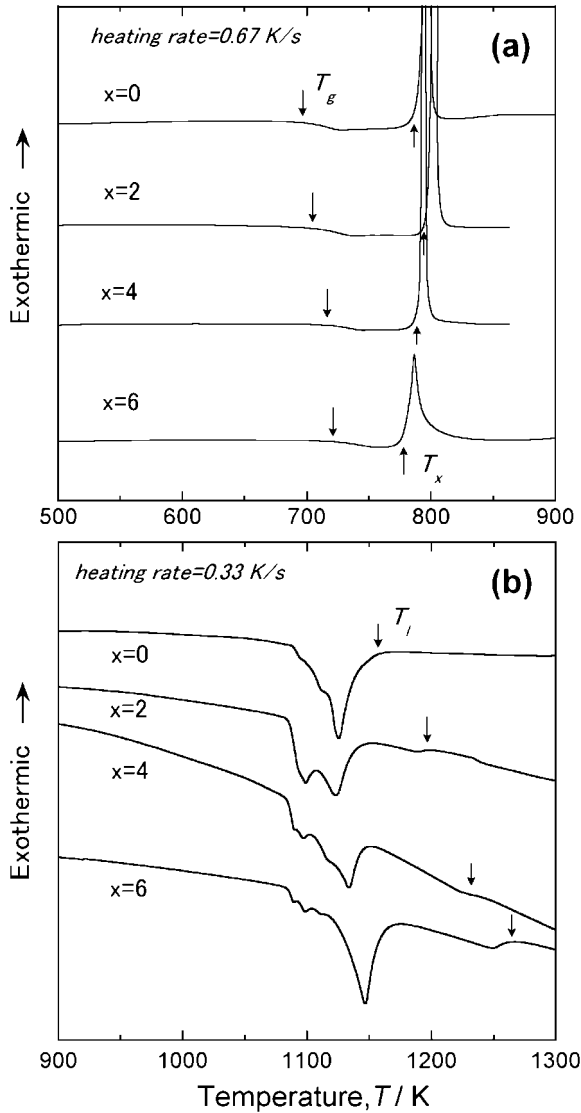 heating rate=0.67 K/s
(a)
Tg
x=0
x=2
x=4
x=6
Tx
Exothermic →
500 600 700 800 900
heating rate=0.33 K/s
(b)
Tl
x=0
x=2
x=4
x=6
Exothermic →
900 1000 1100 1200 1300
Temperature, T / K